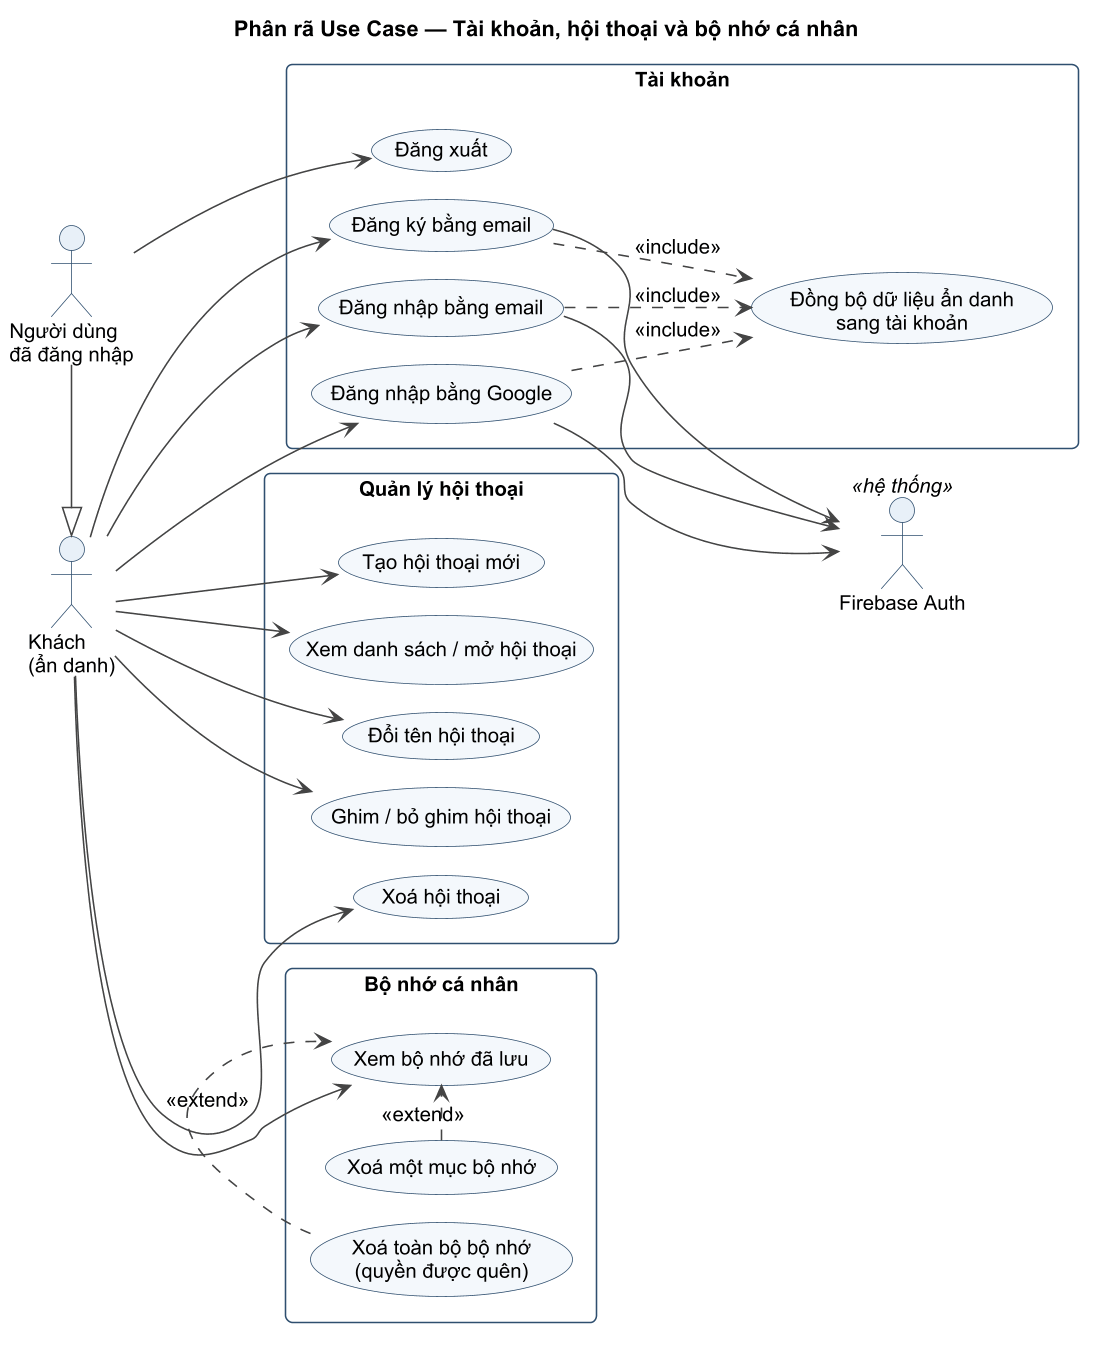 Phân rã Use Case — Tài khoản, hội thoại và bộ nhớ cá nhân
Tài khoản
Đăng xuất
Đăng ký bằng email
«include»
Người dùng
đã đăng nhập
Đăng nhập bằng email
«include»
Đồng bộ dữ liệu ẩn danh
sang tài khoản
«include»
Đăng nhập bằng Google
Quản lý hội thoại
«hệ thống»
Firebase Auth
Tạo hội thoại mới
Khách
(ẩn danh)
Xem danh sách / mở hội thoại
Đổi tên hội thoại
Ghim / bỏ ghim hội thoại
Xoá hội thoại
Bộ nhớ cá nhân
Xem bộ nhớ đã lưu
«extend»
«extend»
Xoá một mục bộ nhớ
Xoá toàn bộ bộ nhớ
(quyền được quên)